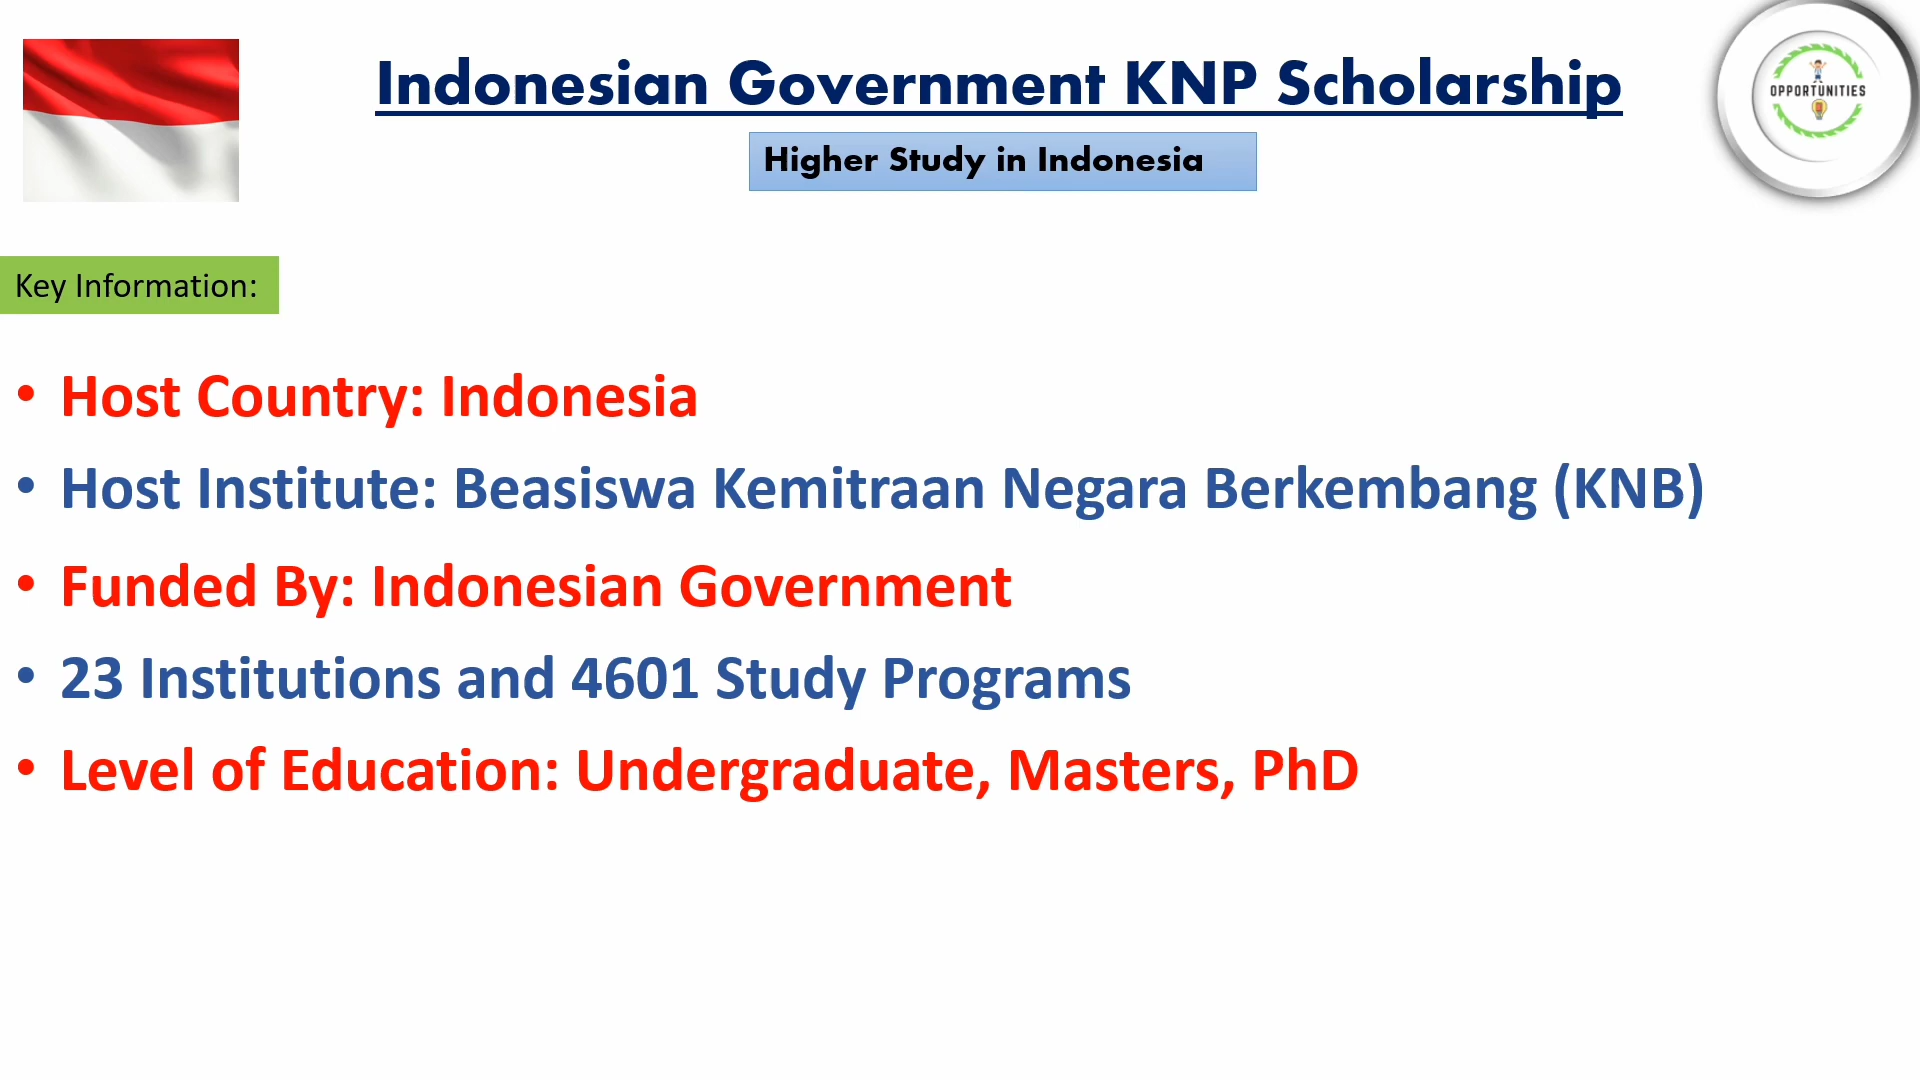 Indonesian Government KNP Scholarship
OPPORTUNITIES
Higher Study in Indonesia
Key Information:
• Host Country: Indonesia
• Host Institute: Beasiswa Kemitraan Negara Berkembang (KNB)
• Funded By: Indonesian Government
• 23 Institutions and 4601 Study Programs
• Level of Education: Undergraduate, Masters, PhD